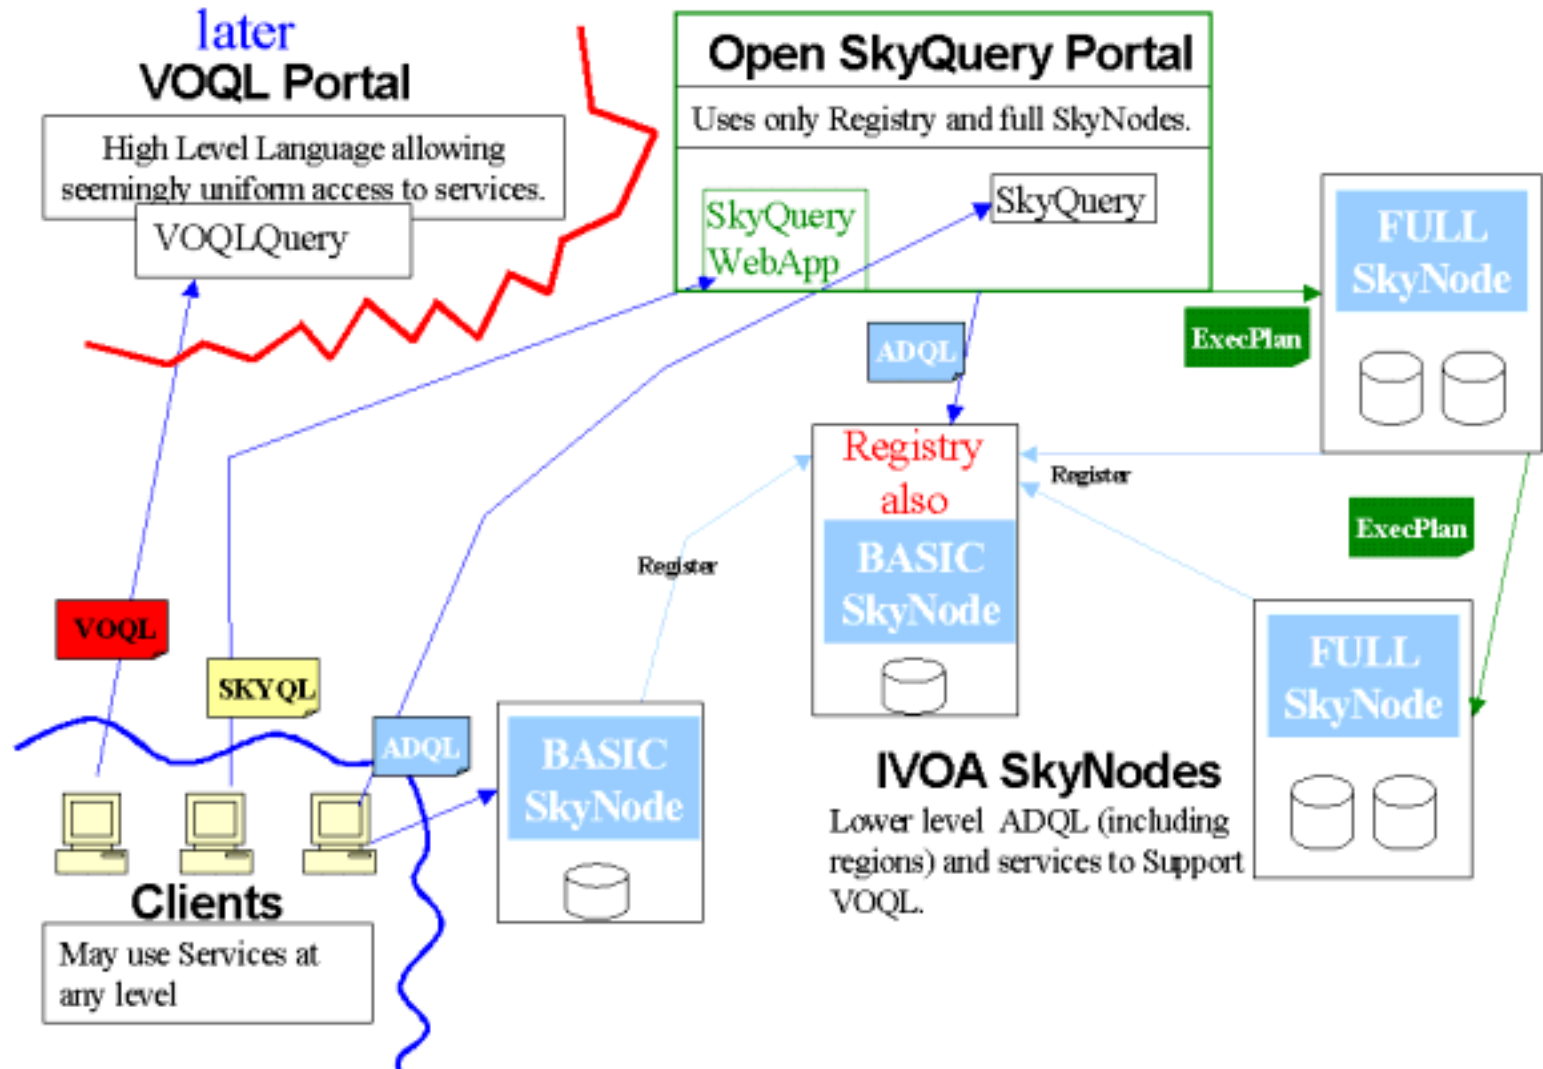 later
VOQL Portal
High Level Language allowing
seemingly uniform access to services.
VOQLQuery
Open SkyQuery Portal
Uses only Registry and full SkyNodes.
SkyQuery
WebApp
SkyQuery
FULL
SkyNode
ExecPlan
ADQL
Registry
also
BASIC
SkyNode
Register
Register
ExecPlan
FULL
SkyNode
VOQL
SKYQL
ADQL
BASIC
SkyNode
IVOA SkyNodes
Lower level ADQL (including
regions) and services to Support
VOQL.
Clients
May use Services at
any level